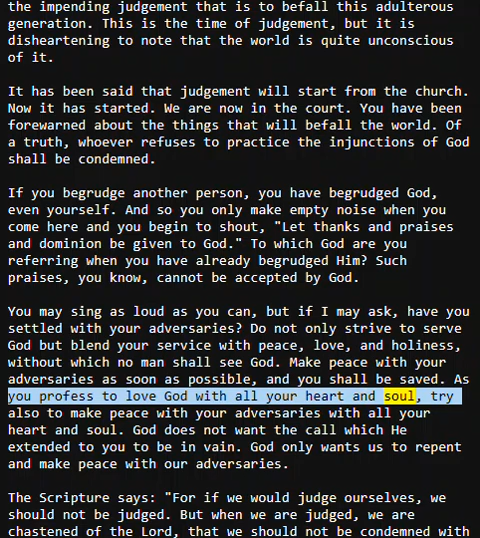 the impending judgement that is to befall this adulterous
generation. This is the time of judgement, but it is
disheartening to note that the world is quite unconscious
of it.
It has been said that judgement will start from the church.
Now it has started. We are now in the court. You have been
forewarned about the things that will befall the world. Of
a truth, whoever refuses to practice the injunctions of God
shall be condemned.
If you begrudge another person, you have begrudged God,
even yourself. And so you only make empty noise when you
come here and you begin to shout, "Let thanks and praises
and dominion be given to God." To which God are you
referring when you have already begrudged Him? Such
praises, you know, cannot be accepted by God.
You may sing as loud as you can, but if I may ask, have you
settled with your adversaries? Do not only strive to serve
God but blend your service with peace, love, and holiness,
without which no man shall see God. Make peace with your
adversaries as soon as possible, and you shall be saved. As
you profess to love God with all your heart and soul, try
also to make peace with your adversaries with all your
heart and soul. God does not want the call which He
extended to you to be in vain. God only wants us to repent
and make peace with our adversaries.
The Scripture says: "For if we would judge ourselves, we
should not be judged. But when we are judged, we are
chastened of the Lord, that we should not be condemned with